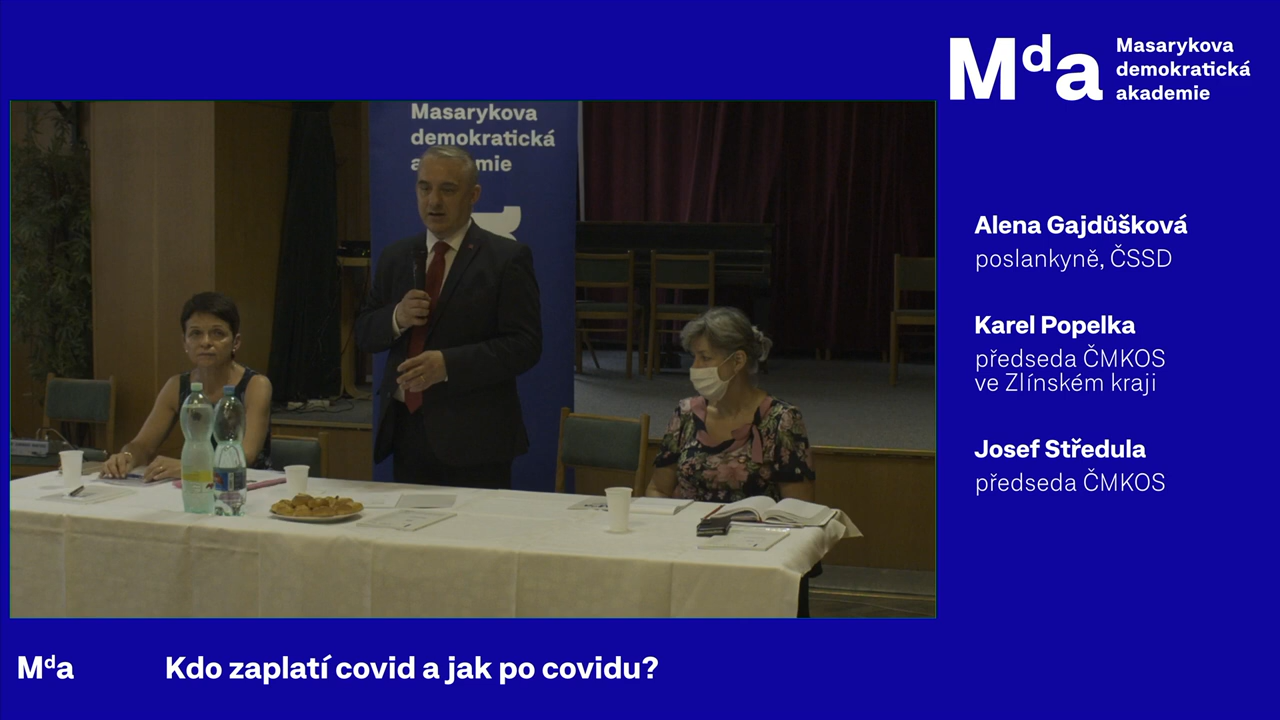 Mda
Masarykova
demokratická
akademie
Masarykova
demokratická
Alena Gajdůšková
poslankyně, ČSSD
Karel Popelka
předseda ČMKOS
ve Zlínském kraji
Josef Středula
předseda ČMKOS
Mda
Kdo zaplatí covid a jak po covidu?